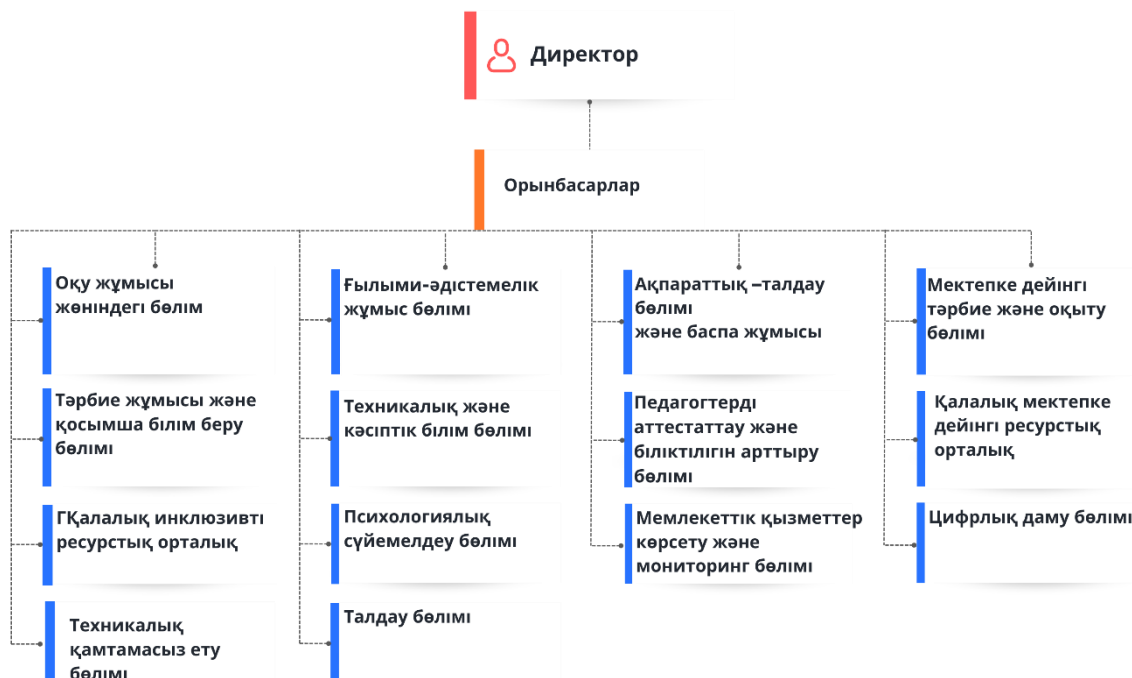 Директор
Орынбасарлар
Оқу жұмысы
жөніндегі бөлім
Тәрбие жұмысы және
қосымша білім беру
бөлімі
ГҚалалық инклюзивті
ресурстық орталық
Техникалық
қамтамасыз ету
бөлімі
Ғылыми-әдістемелік
жұмыс бөлімі
Техникалық және
кәсіптік білім бөлімі
Психологиялық
сүйемелдеу бөлімі
Талдау бөлімі
Ақпараттық –талдау
бөлімі
және баспа жұмысы
Педагогтерді
аттестаттау және
біліктілігін арттыру
бөлімі
Мемлекеттік қызметтер
көрсету және
мониторинг бөлімі
Мектепке дейінгі
тәрбие және оқыту
бөлімі
Қалалық мектепке
дейінгі ресурстық
орталық
Цифрлық даму бөлімі